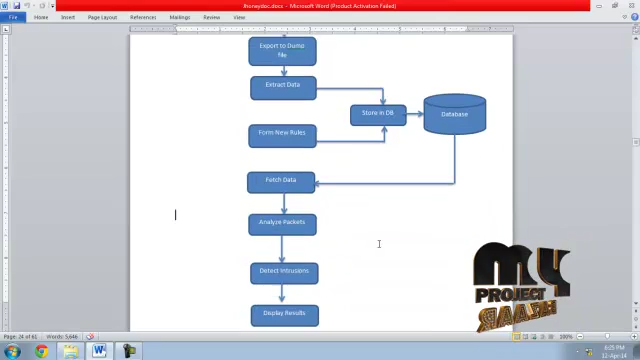 Jhoneydoc.docx - Microsoft Word (Product Activation Failed)
File
Home
Insert
Page Layout
References
Mailings
Review
View
Export to Dump
file
Extract Data
Store in DB
Database
Form New Rules
Fetch Data
Analyze Packets
Detect Intrusions
Display Results
MY
PROJECT
Page: 24 of 61
Words: 5,646
100%
6:35 PM
12-Apr-14